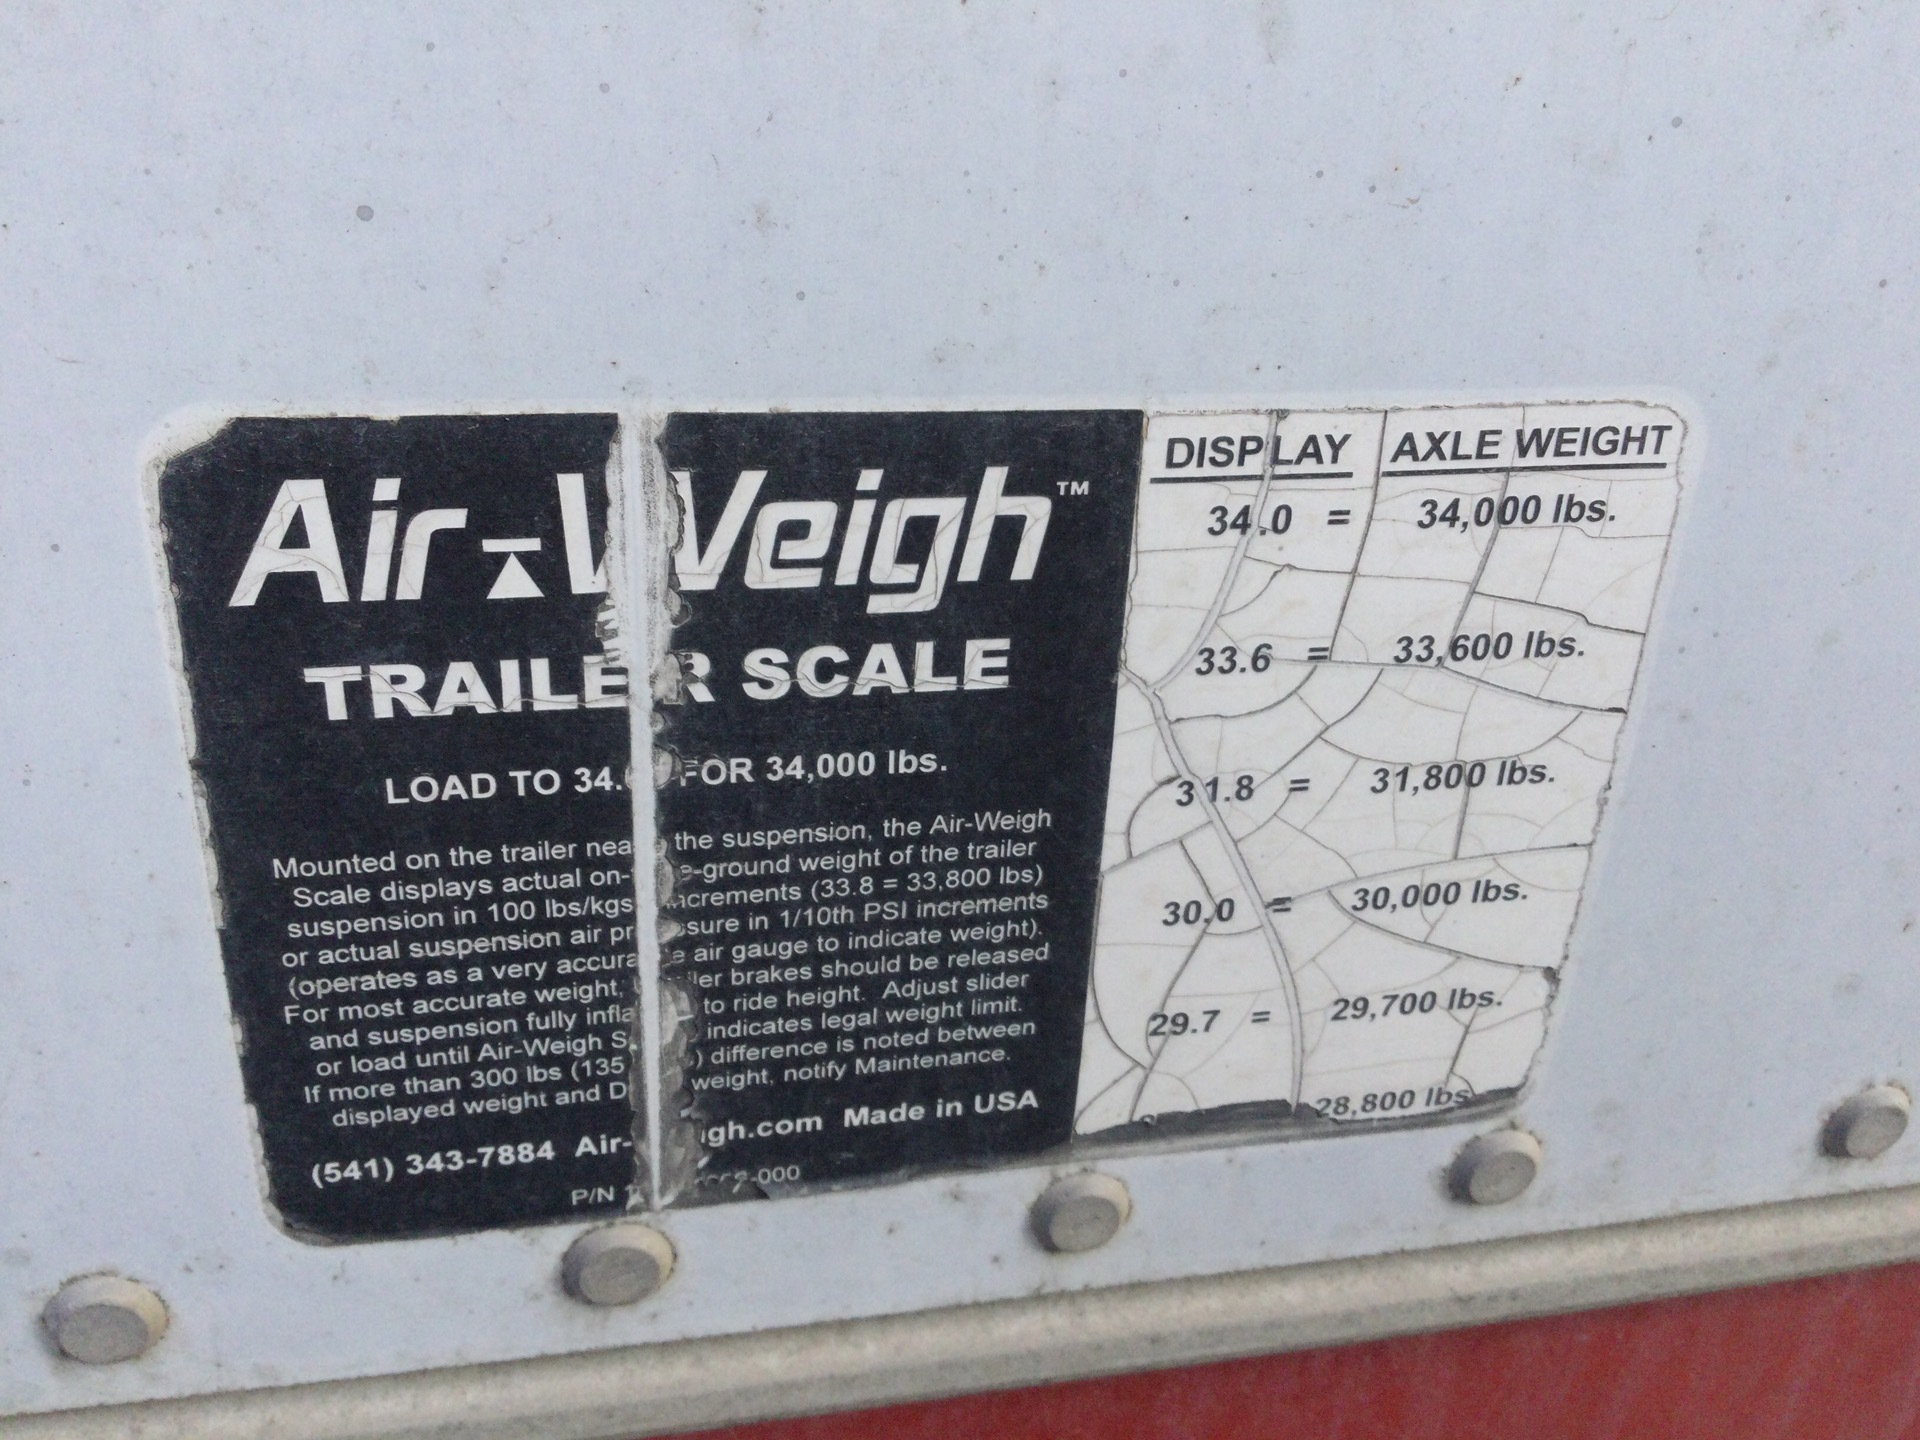 Air-Weigh™
TRAILER SCALE
LOAD TO 34. FOR 34,000 lbs.
Mounted on the trailer nea the suspension, the Air-Weigh
Scale displays actual on- e-ground weight of the trailer
suspension in 100 lbs/kgs increments (33.8 = 33,800 lbs)
or actual suspension air pr ssure in 1/10th PSI increments
(operates as a very accura e air gauge to indicate weight).
For most accurate weight, ler brakes should be released
and suspension fully infla to ride height. Adjust slider
or load until Air-Weigh S indicates legal weight limit.
If more than 300 lbs (135 ) difference is noted between
displayed weight and D weight, notify Maintenance.
(541) 343-7884 Air- igh.com Made in USA
P/N -000
DISPLAY AXLE WEIGHT
34.0 = 34,000 lbs.
33.6 = 33,600 lbs.
31.8 = 31,800 lbs.
30.0 = 30,000 lbs.
29.7 = 29,700 lbs.
28,800 lbs